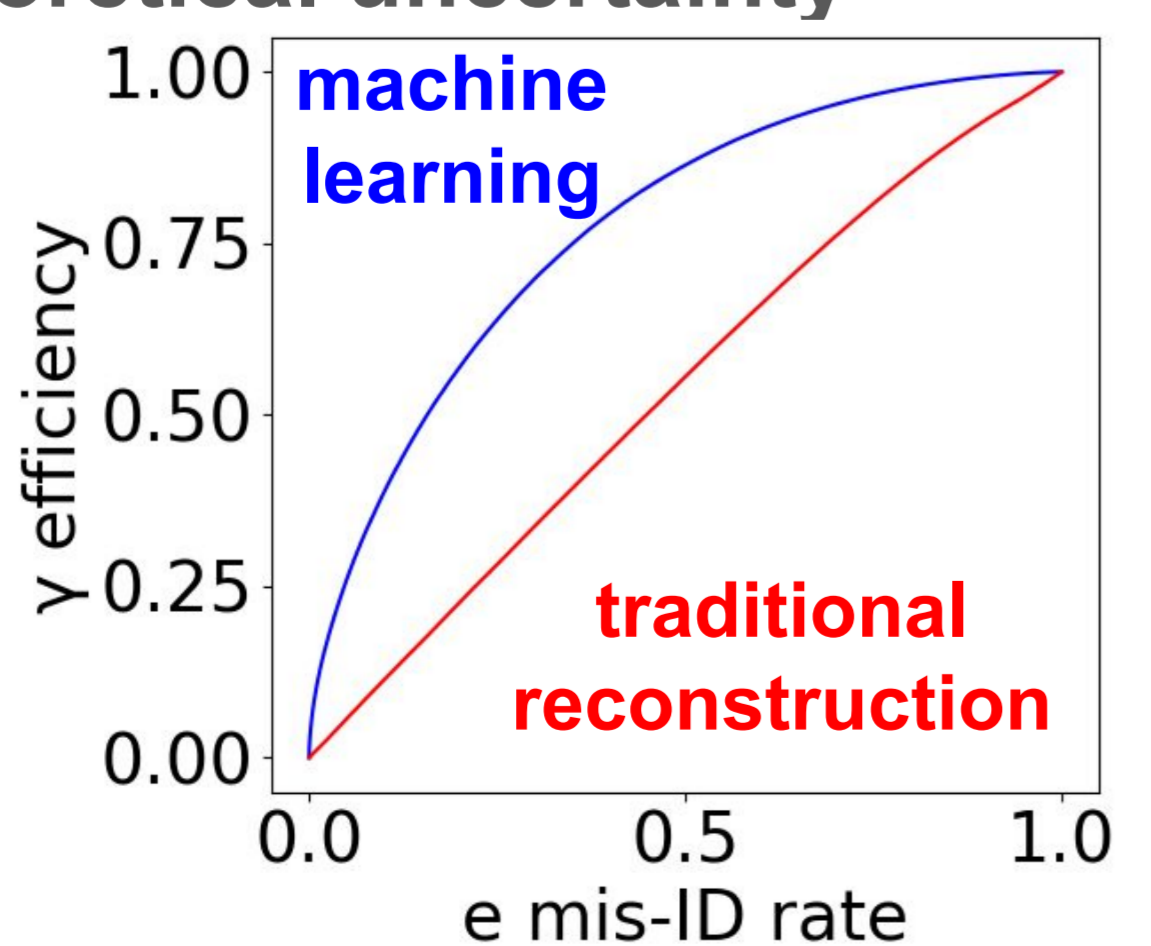 uncertainty
1.00
machine
learning
0.75
γ efficiency
0.50
0.25
traditional
reconstruction
0.00
0.0 0.5 1.0
e mis-ID rate